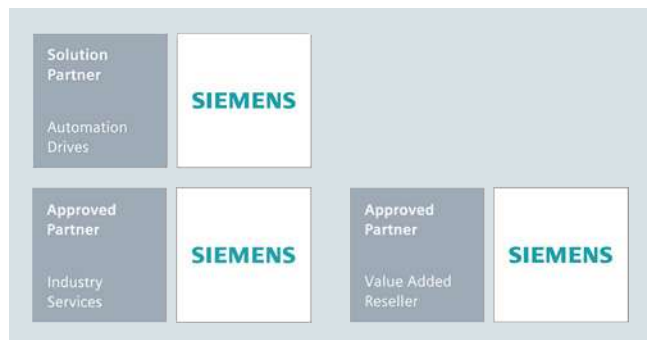 Solution
Partner
Automation
Drives
SIEMENS
Approved
Partner
Industry
Services
SIEMENS
Approved
Partner
Value Added
Reseller
SIEMENS